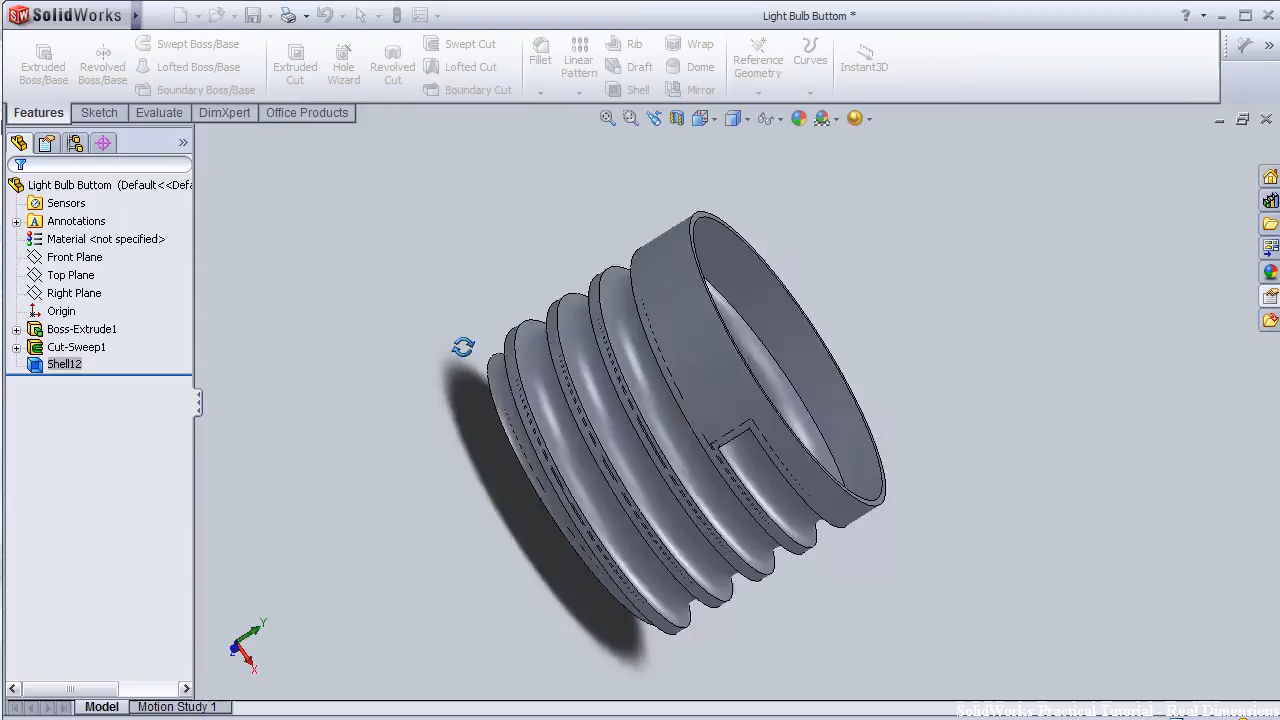 SolidWorks
Light Bulb Buttom *
Extruded Boss/Base
Revolved Boss/Base
Swept Boss/Base
Lofted Boss/Base
Boundary Boss/Base
Extruded Cut
Hole Wizard
Revolved Cut
Swept Cut
Lofted Cut
Boundary Cut
Fillet
Linear Pattern
Rib
Draft
Shell
Wrap
Dome
Mirror
Reference Geometry
Curves
Instant3D
Features
Sketch
Evaluate
DimXpert
Office Products
Light Bulb Buttom (Default<<Defa
Sensors
Annotations
Material <not specified>
Front Plane
Top Plane
Right Plane
Origin
Boss-Extrude1
Cut-Sweep1
Shell12
Y
X
Z
Model
Motion Study 1
SolidWorks Practical Tutorial - Real Dimensions